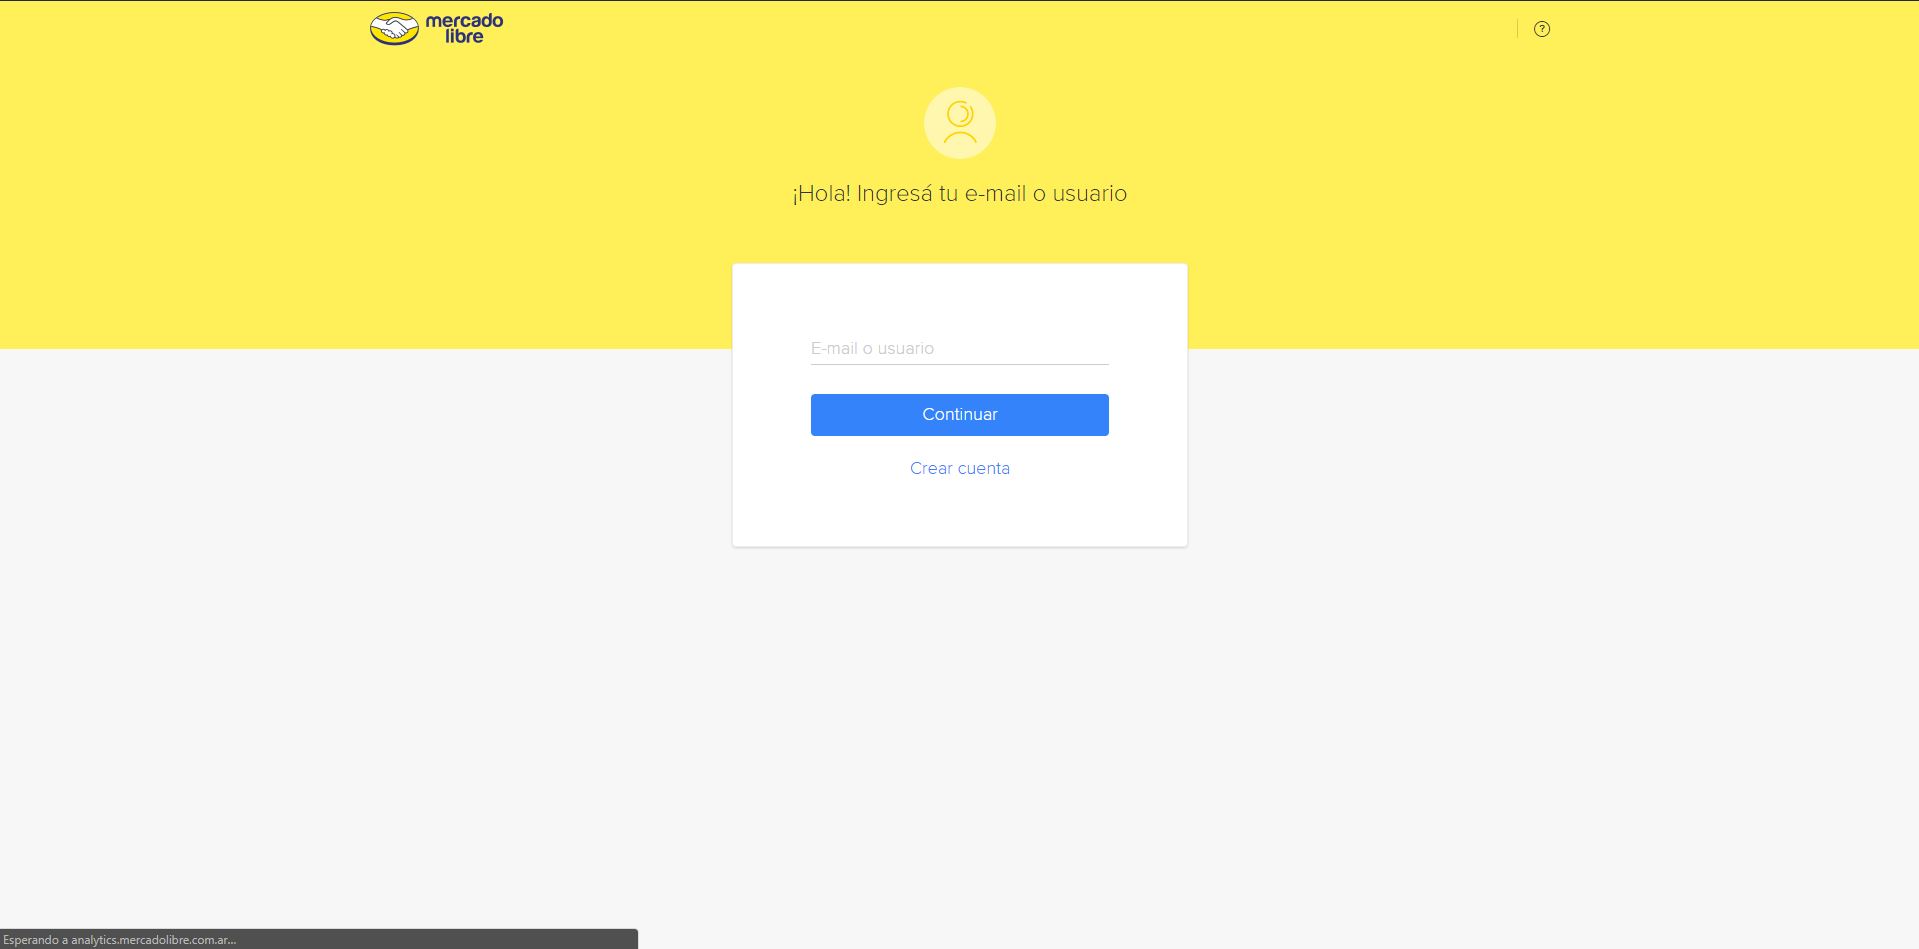 mercado
libre
?
¡Hola! Ingresá tu e-mail o usuario
E-mail o usuario
Continuar
Crear cuenta
Esperando a analytics.mercadolibre.com.ar...